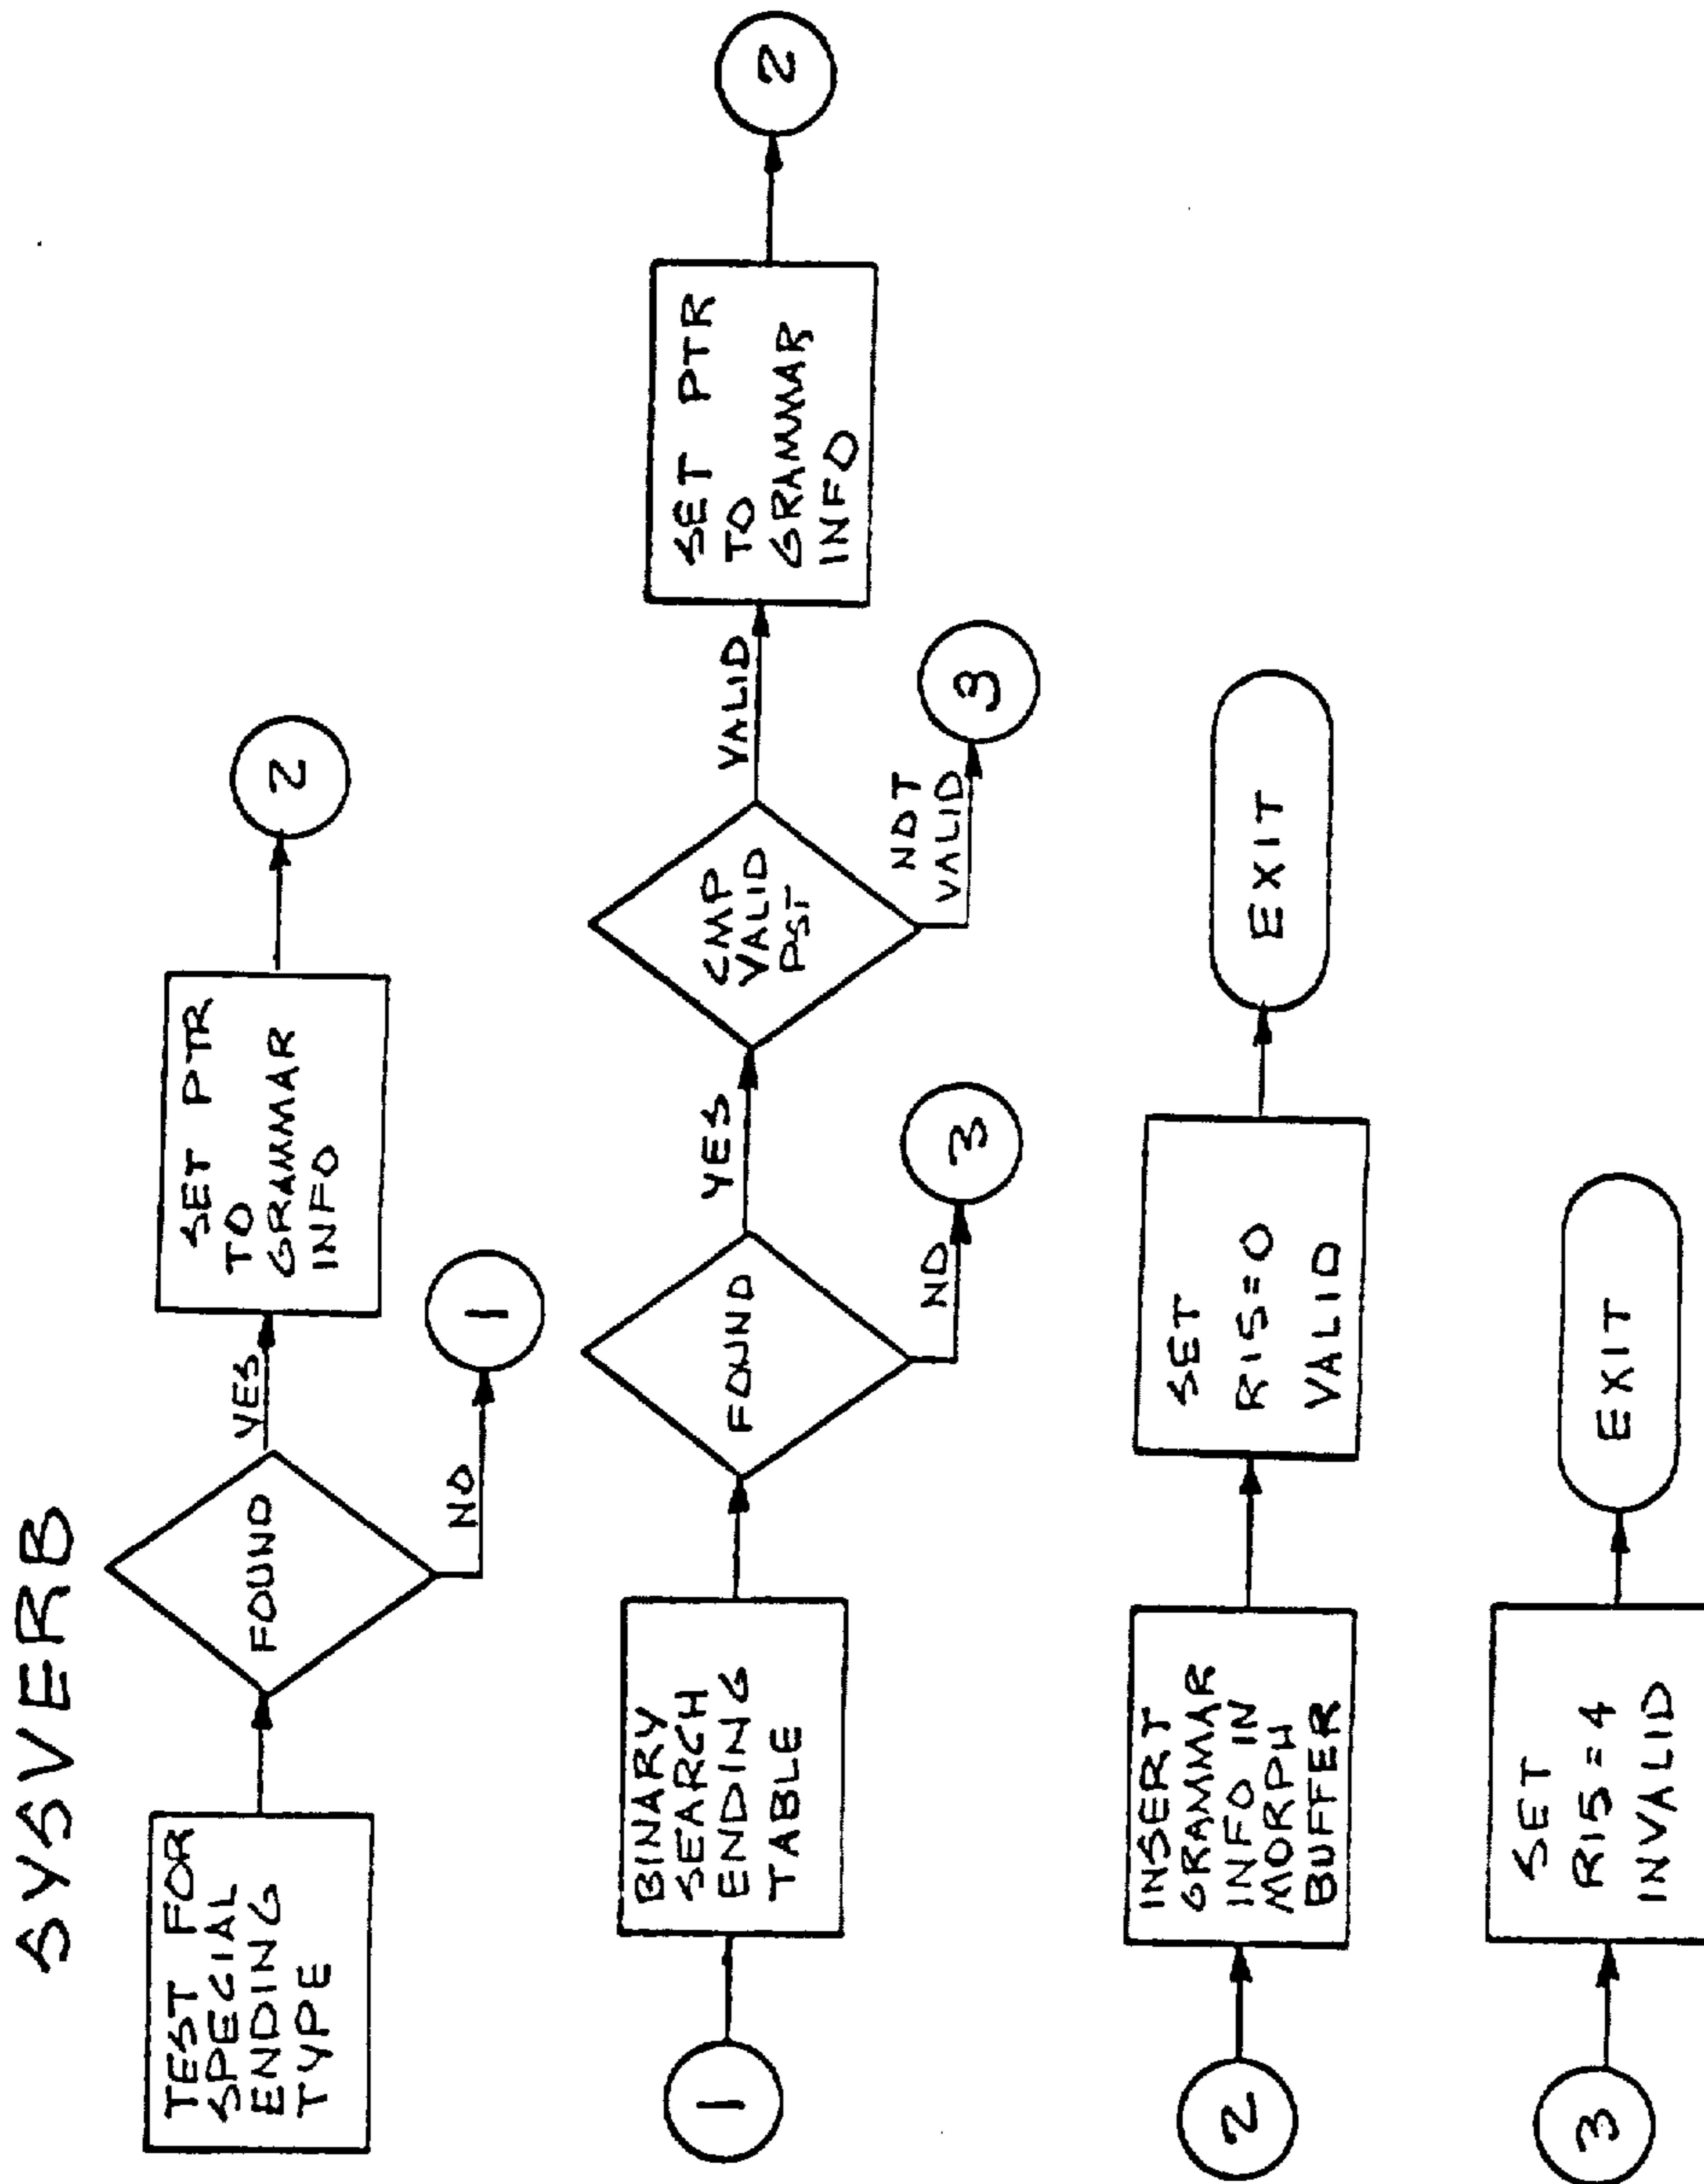 SYSVERB
TEST FOR
SPECIAL
ENDING
TYPE
FOUND
YES
NO
1
SET PTR
TO
GRAMMAR
INFO
2
1
BINARY
SEARCH
ENDING
TABLE
FOUND
YES
NO
3
CMP
VALID
PST
VALID
NOT
VALID
3
SET PTR
TO
GRAMMAR
INFO
2
2
INSERT
GRAMMAR
INFO IN
MORPH
BUFFER
SET
R15=0
VALID
EXIT
3
SET
R15=4
INVALID
EXIT